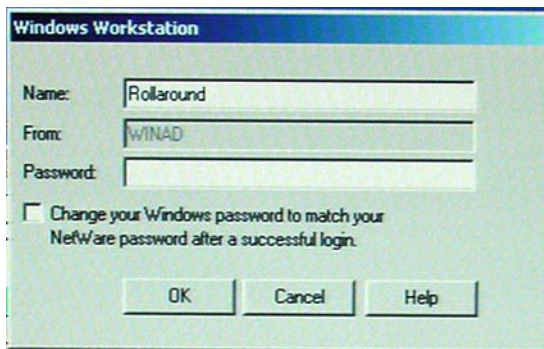 Windows Workstation
Name: Rollaround
From: WINAD
Password:
Change your Windows password to match your
NetWare password after a successful login.
OK Cancel Help